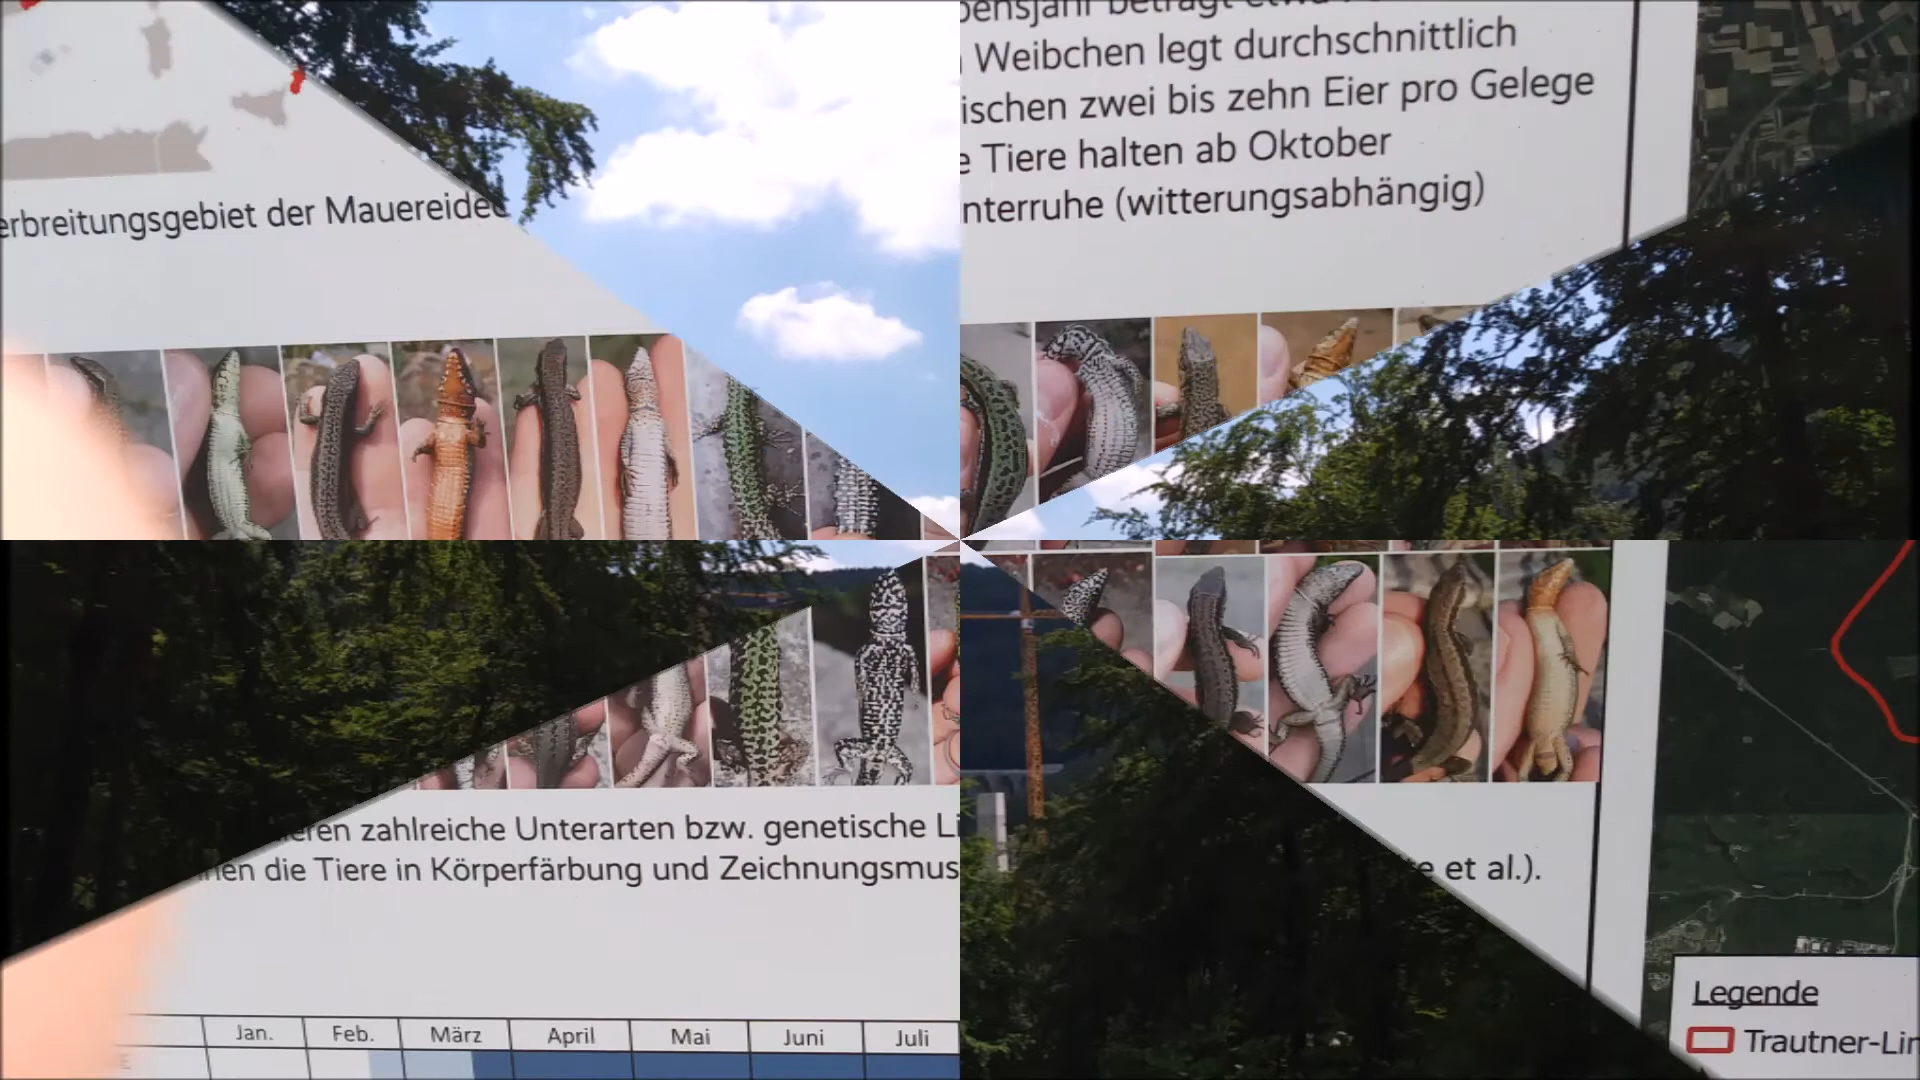 erbreitungsgebiet der Mauereidec
Weibchen legt durchschnittlich
ischen zwei bis zehn Eier pro Gelege
e Tiere halten ab Oktober
nterruhe (witterungsabhängig)
eren zahlreiche Unterarten bzw. genetische Li
nen die Tiere in Körperfärbung und Zeichnungsmus
e et al.).
Jan. Feb. März April Mai Juni Juli
Legende
Trautner-Lin